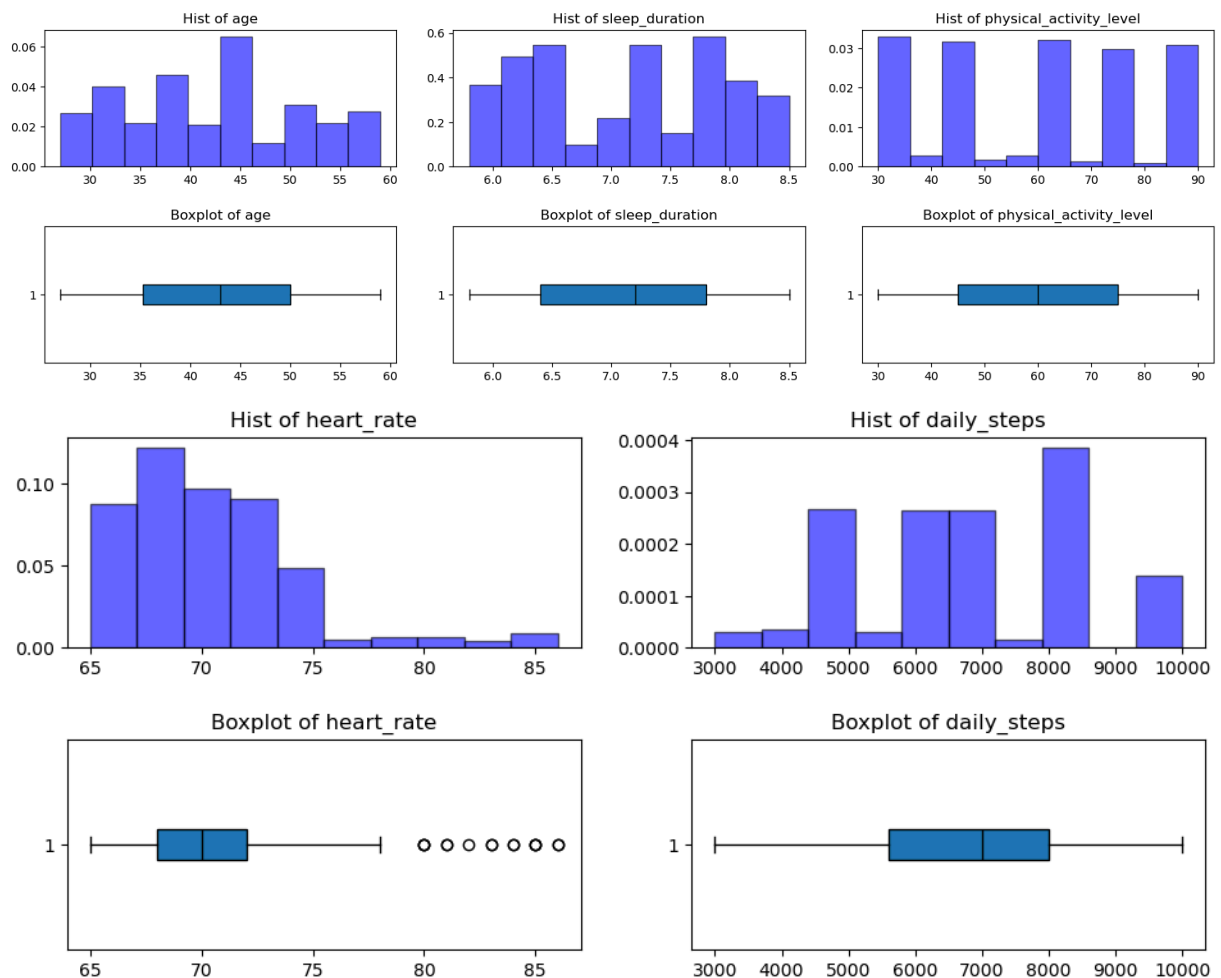 Hist of age
Hist of sleep_duration
Hist of physical_activity_level
0.06
0.04
0.02
0.00
30 35 40 45 50 55 60
0.6
0.4
0.2
0.0
6.0 6.5 7.0 7.5 8.0 8.5
0.03
0.02
0.01
0.00
30 40 50 60 70 80 90
Boxplot of age
Boxplot of sleep_duration
Boxplot of physical_activity_level
1
30 35 40 45 50 55 60
1
6.0 6.5 7.0 7.5 8.0 8.5
1
30 40 50 60 70 80 90
Hist of heart_rate
Hist of daily_steps
0.10
0.05
0.00
65 70 75 80 85
0.0004
0.0003
0.0002
0.0001
0.0000
3000 4000 5000 6000 7000 8000 9000 10000
Boxplot of heart_rate
Boxplot of daily_steps
1
65 70 75 80 85
1
3000 4000 5000 6000 7000 8000 9000 10000